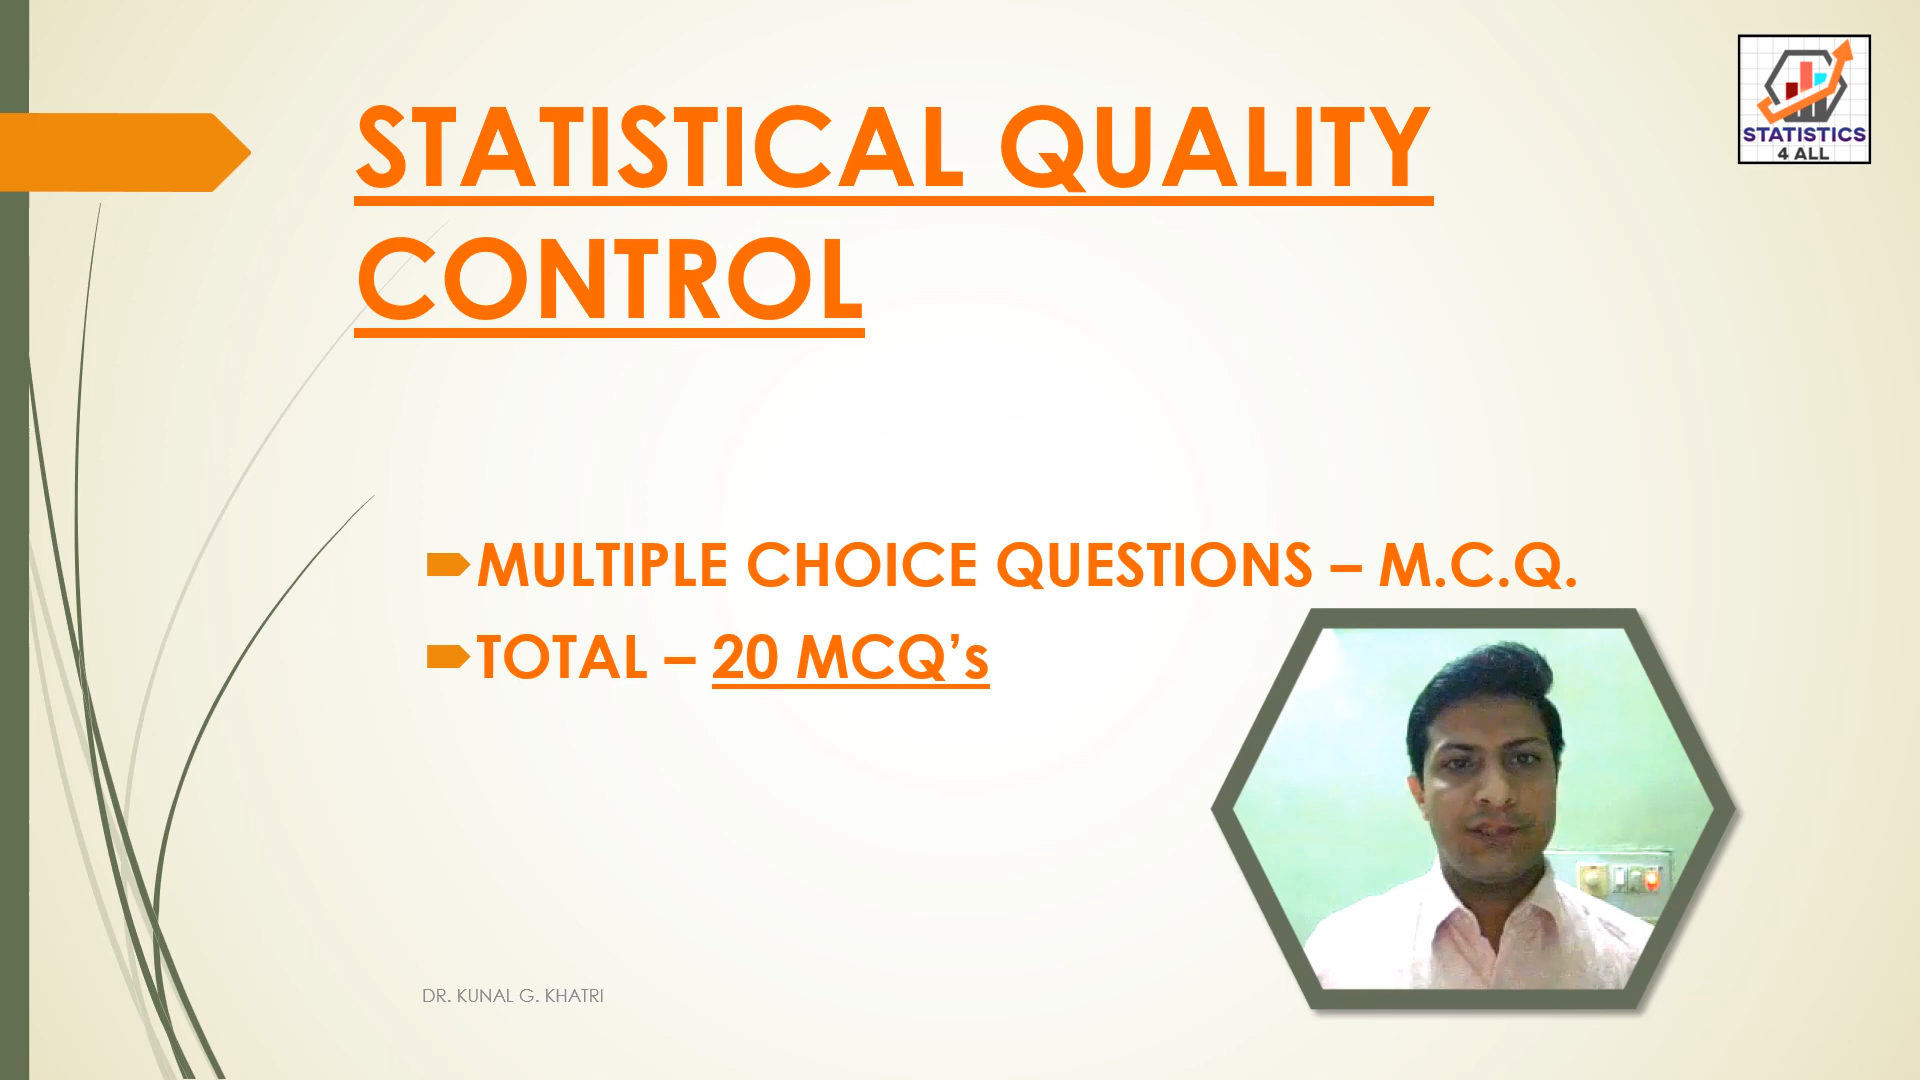 STATISTICAL QUALITY
CONTROL
STATISTICS
4 ALL
MULTIPLE CHOICE QUESTIONS – M.C.Q.
TOTAL – 20 MCQ’s
DR. KUNAL G. KHATRI